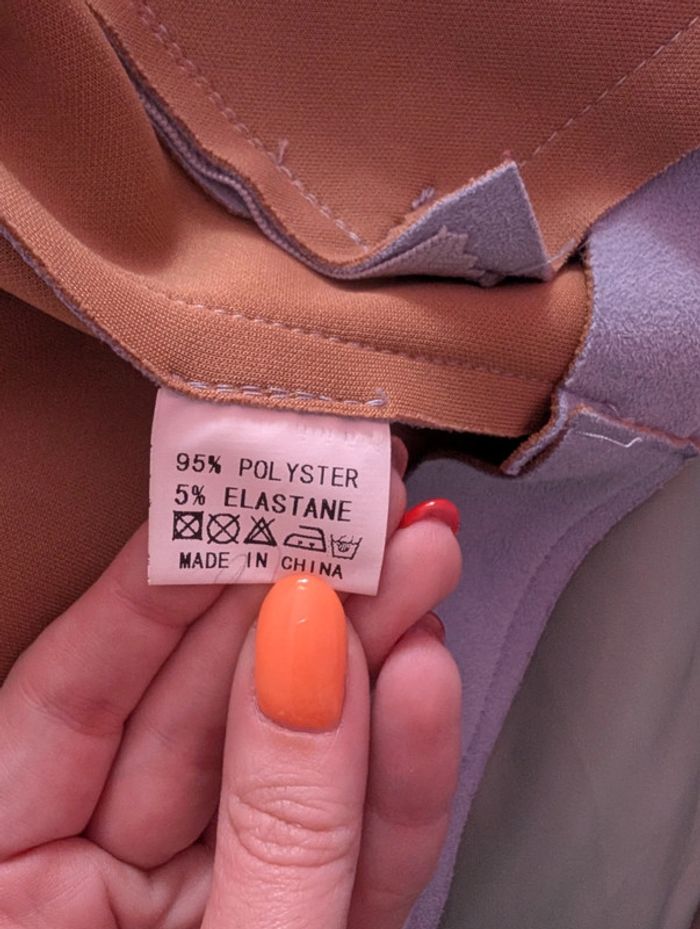 95% POLYSTER
5% ELASTANE
MADE IN CHINA